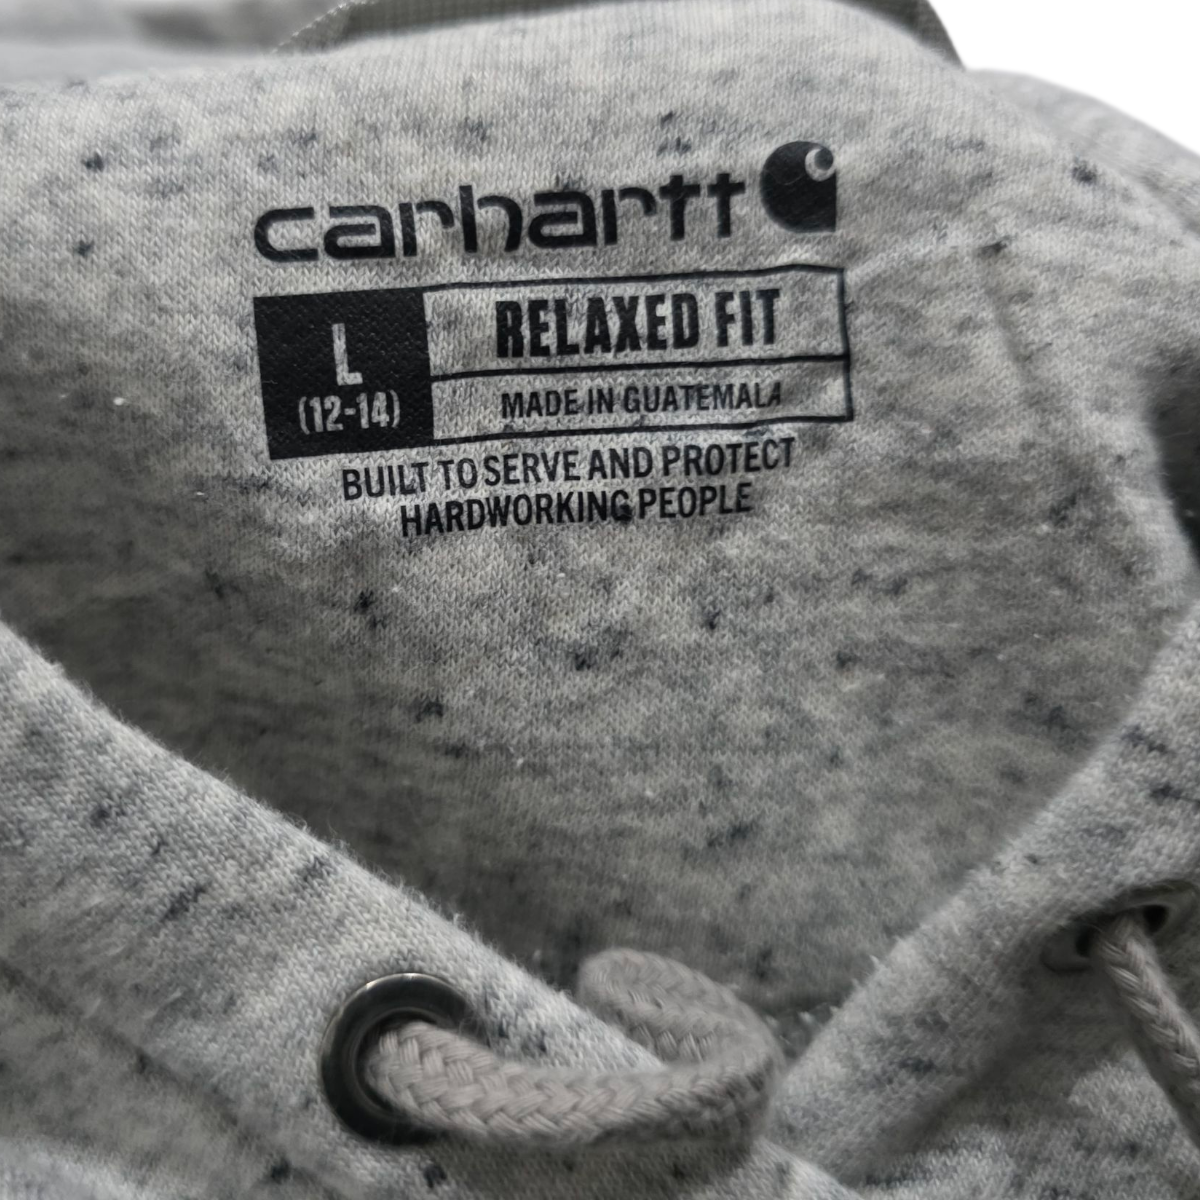 carhartt
L
(12-14)
RELAXED FIT
MADE IN GUATEMALA
BUILT TO SERVE AND PROTECT
HARDWORKING PEOPLE